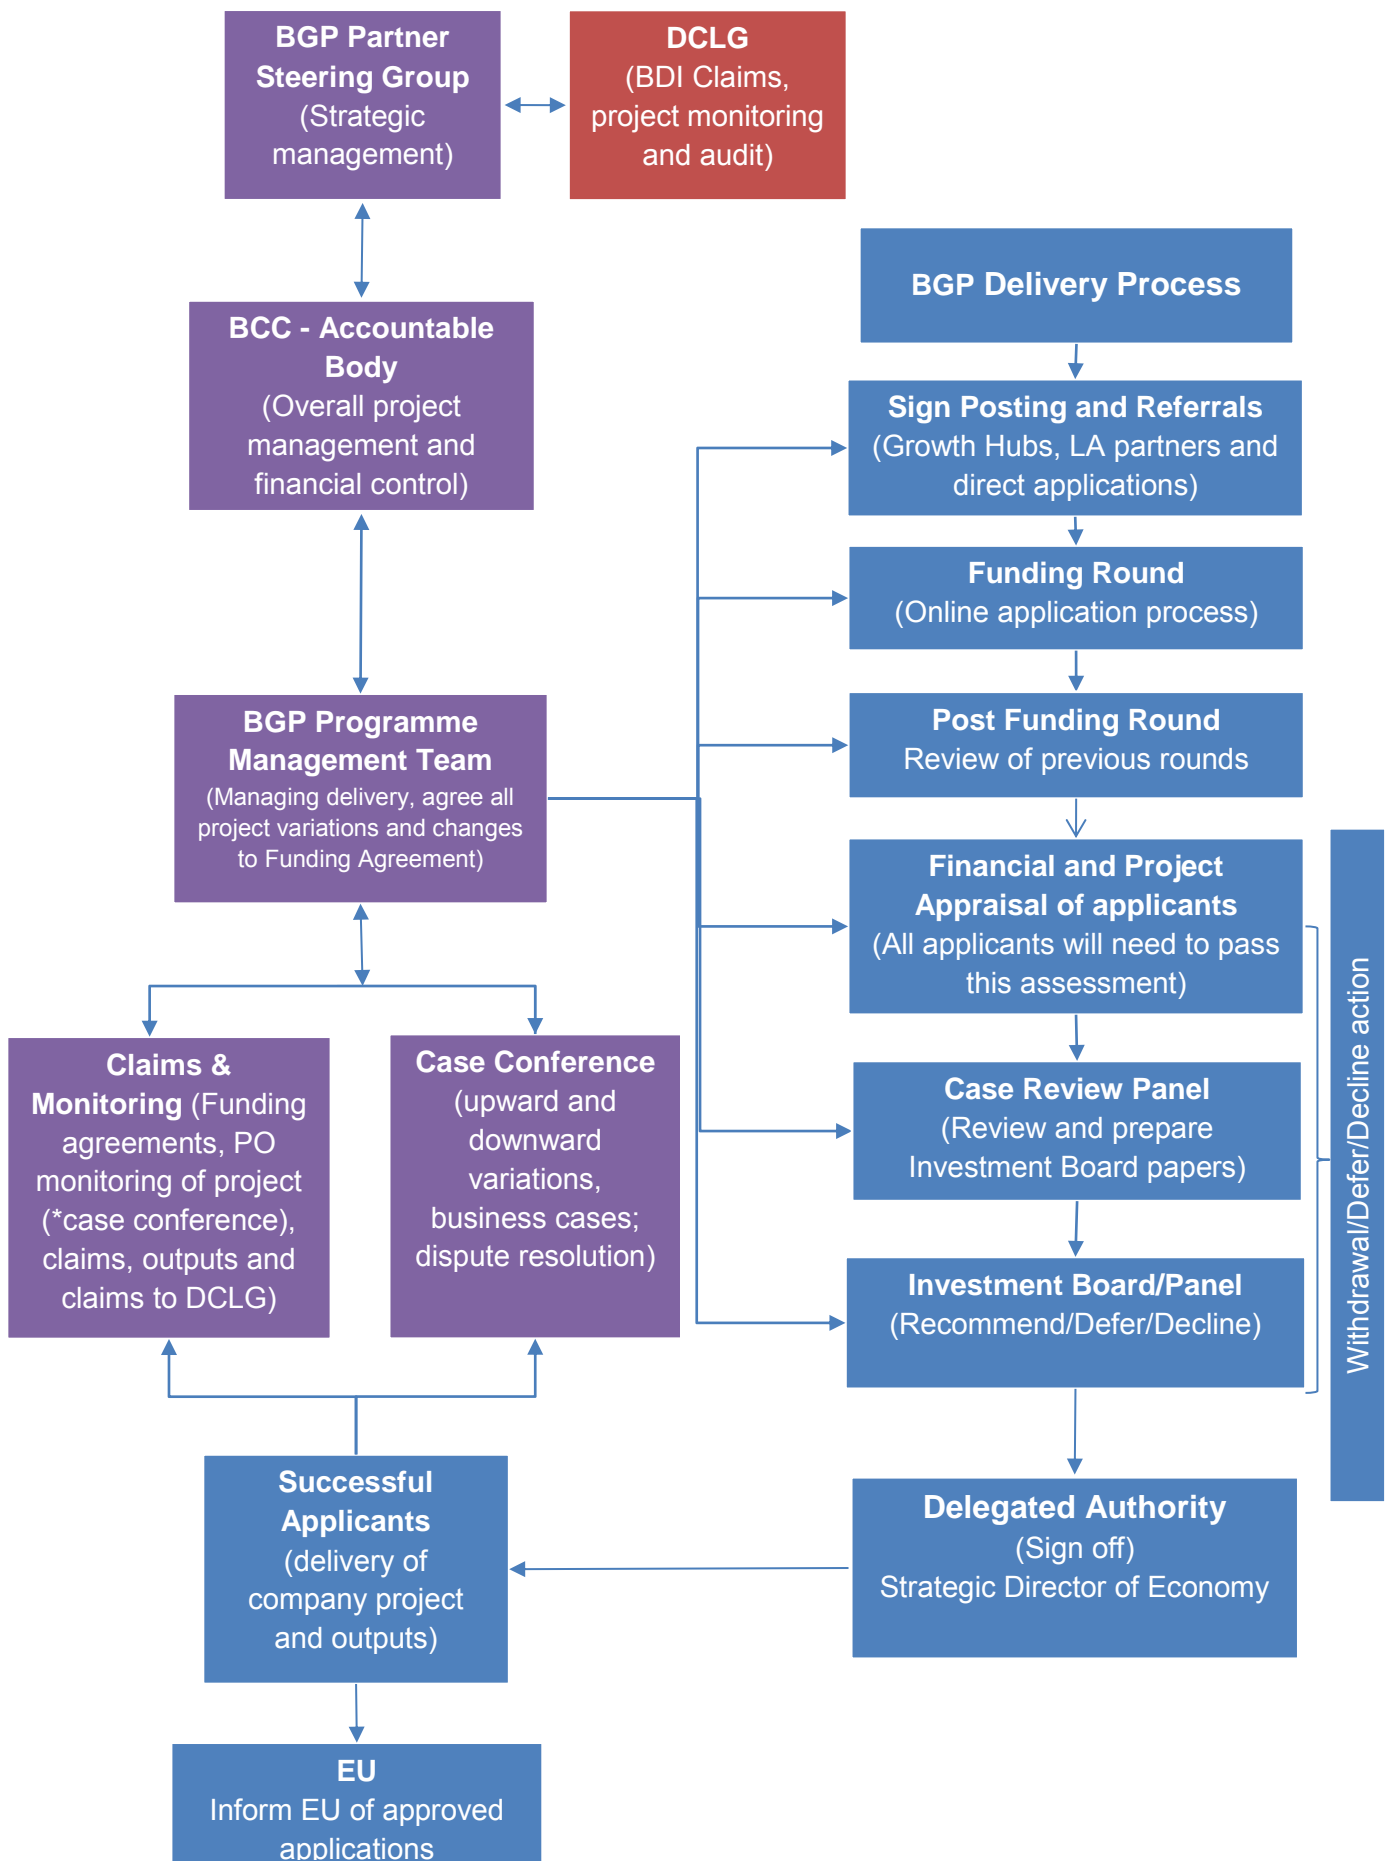 BGP Partner
Steering Group
(Strategic
management)
DCLG
(BDI Claims,
project monitoring
and audit)
BCC - Accountable
Body
(Overall project
management and
financial control)
BGP Programme
Management Team
(Managing delivery, agree all
project variations and changes
to Funding Agreement)
Claims &
Monitoring (Funding
agreements, PO
monitoring of project
(*case conference),
claims, outputs and
claims to DCLG)
Case Conference
(upward and
downward
variations,
business cases;
dispute resolution)
Successful
Applicants
(delivery of
company project
and outputs)
EU
Inform EU of approved
applications
BGP Delivery Process
Sign Posting and Referrals
(Growth Hubs, LA partners and
direct applications)
Funding Round
(Online application process)
Post Funding Round
Review of previous rounds
Financial and Project
Appraisal of applicants
(All applicants will need to pass
this assessment)
Case Review Panel
(Review and prepare
Investment Board papers)
Investment Board/Panel
(Recommend/Defer/Decline)
Delegated Authority
(Sign off)
Strategic Director of Economy
Withdrawal/Defer/Decline action